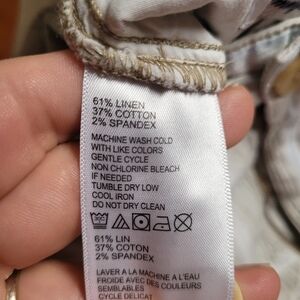 61% LINEN
37% COTTON
2% SPANDEX
MACHINE WASH COLD
WITH LIKE COLORS
GENTLE CYCLE
NON CHLORINE BLEACH
IF NEEDED
TUMBLE DRY LOW
COOL IRON
DO NOT DRY CLEAN
61% LIN
37% COTON
2% SPANDEX
LAVER A LA MACHINE A L'EAU
FROIDE AVEC DES COULEURS
SEMBLABLES
CYCLE DELICAT